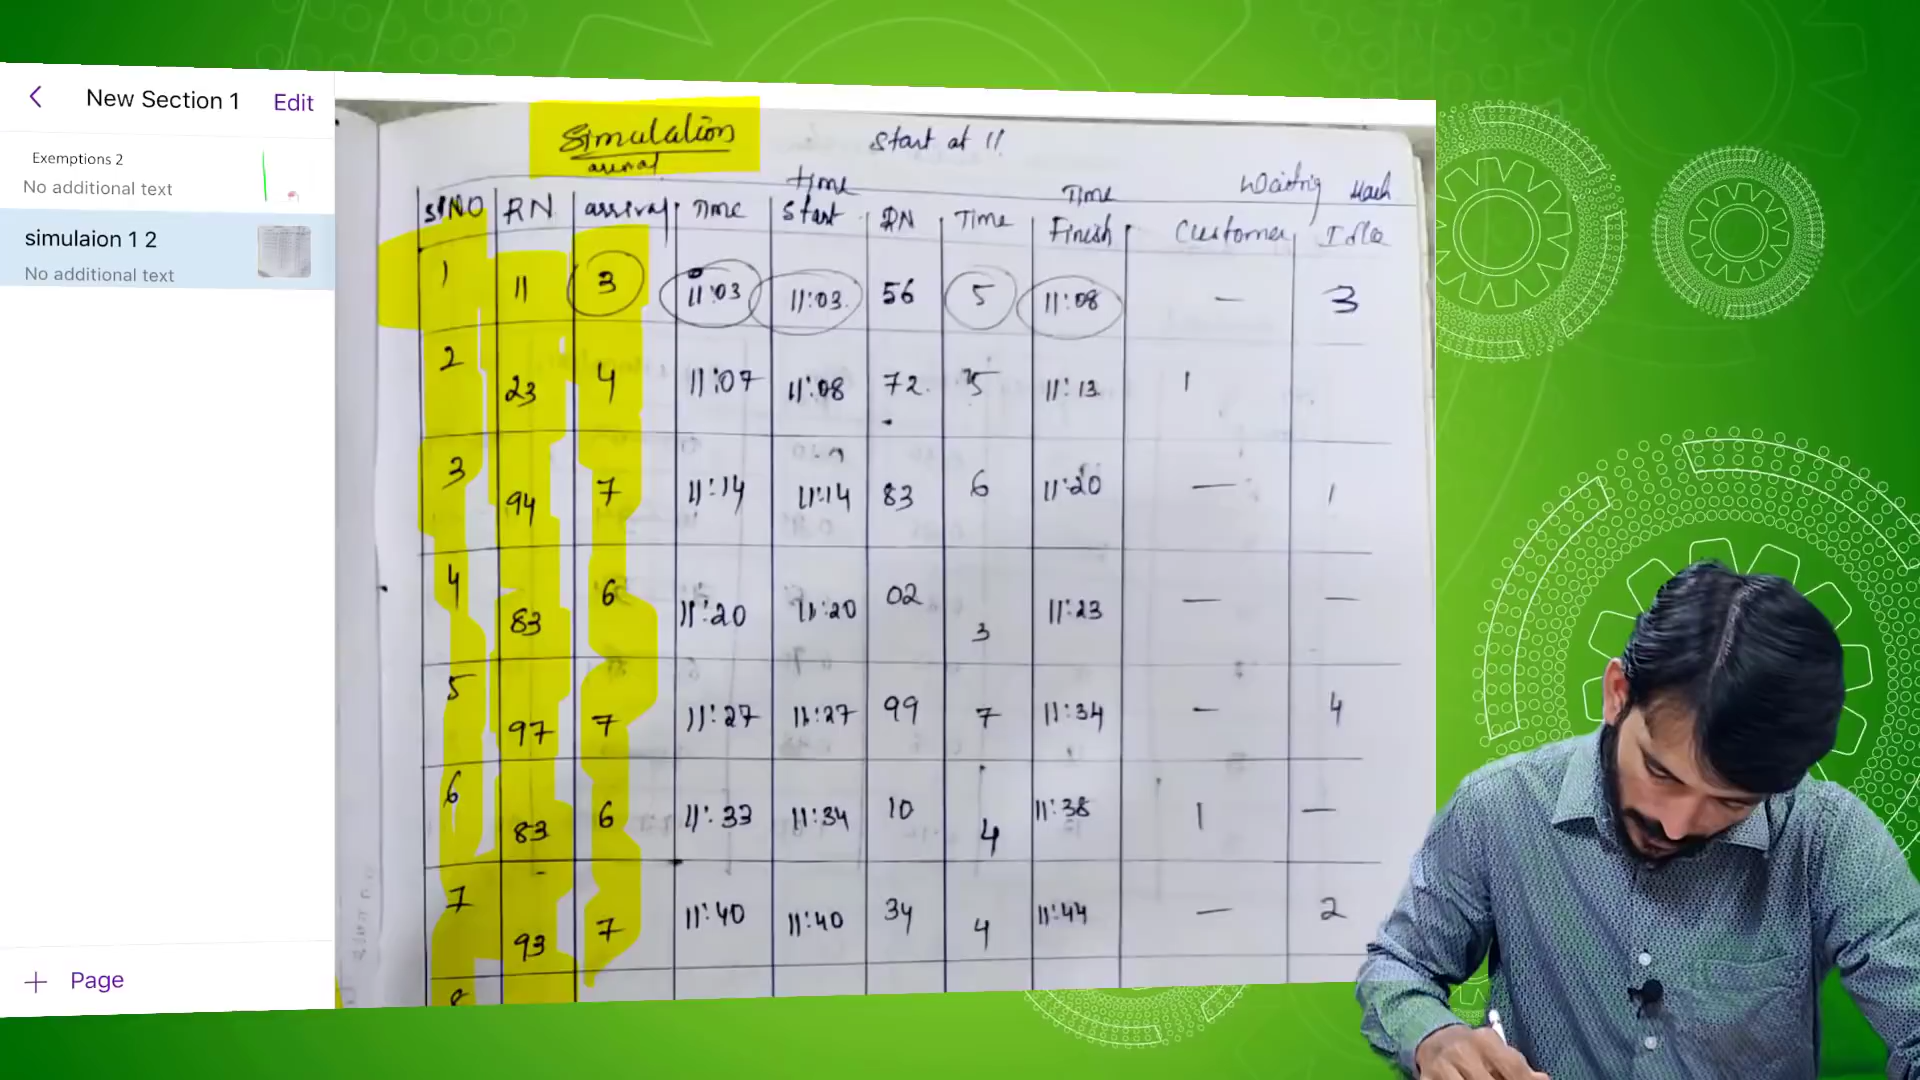 New Section 1 Edit
Exemptions 2
No additional text
simulaion 1 2
No additional text
+ Page
Simulation Start at 11
arrival
Time Time Waiting Mach
Sl NO RN arrival Time Start RN Time Finish Customer Idle
1 11 3 11:03 11:03 56 5 11:08 — 3
2 23 4 11:07 11:08 72 5 11:13 1
3 94 7 11:14 11:14 83 6 11:20 — 1
4 83 6 11:20 11:20 02 3 11:23 — —
5 97 7 11:27 11:27 99 7 11:34 — 4
6 83 6 11:33 11:34 10 4 11:38 1 —
7 93 7 11:40 11:40 34 4 11:44 — 2
8